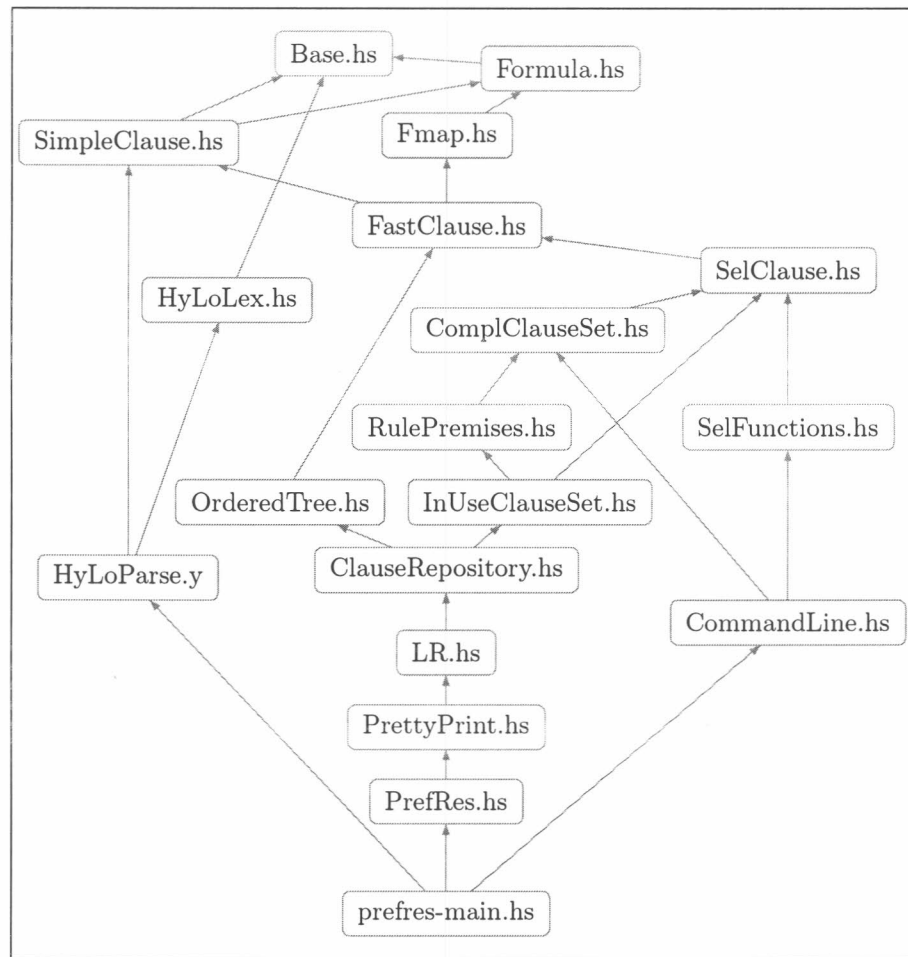 Base.hs
Formula.hs
SimpleClause.hs
Fmap.hs
FastClause.hs
SelClause.hs
HyLoLex.hs
ComplClauseSet.hs
RulePremises.hs
SelFunctions.hs
OrderedTree.hs
InUseClauseSet.hs
HyLoParse.y
ClauseRepository.hs
CommandLine.hs
LR.hs
PrettyPrint.hs
PrefRes.hs
prefres-main.hs